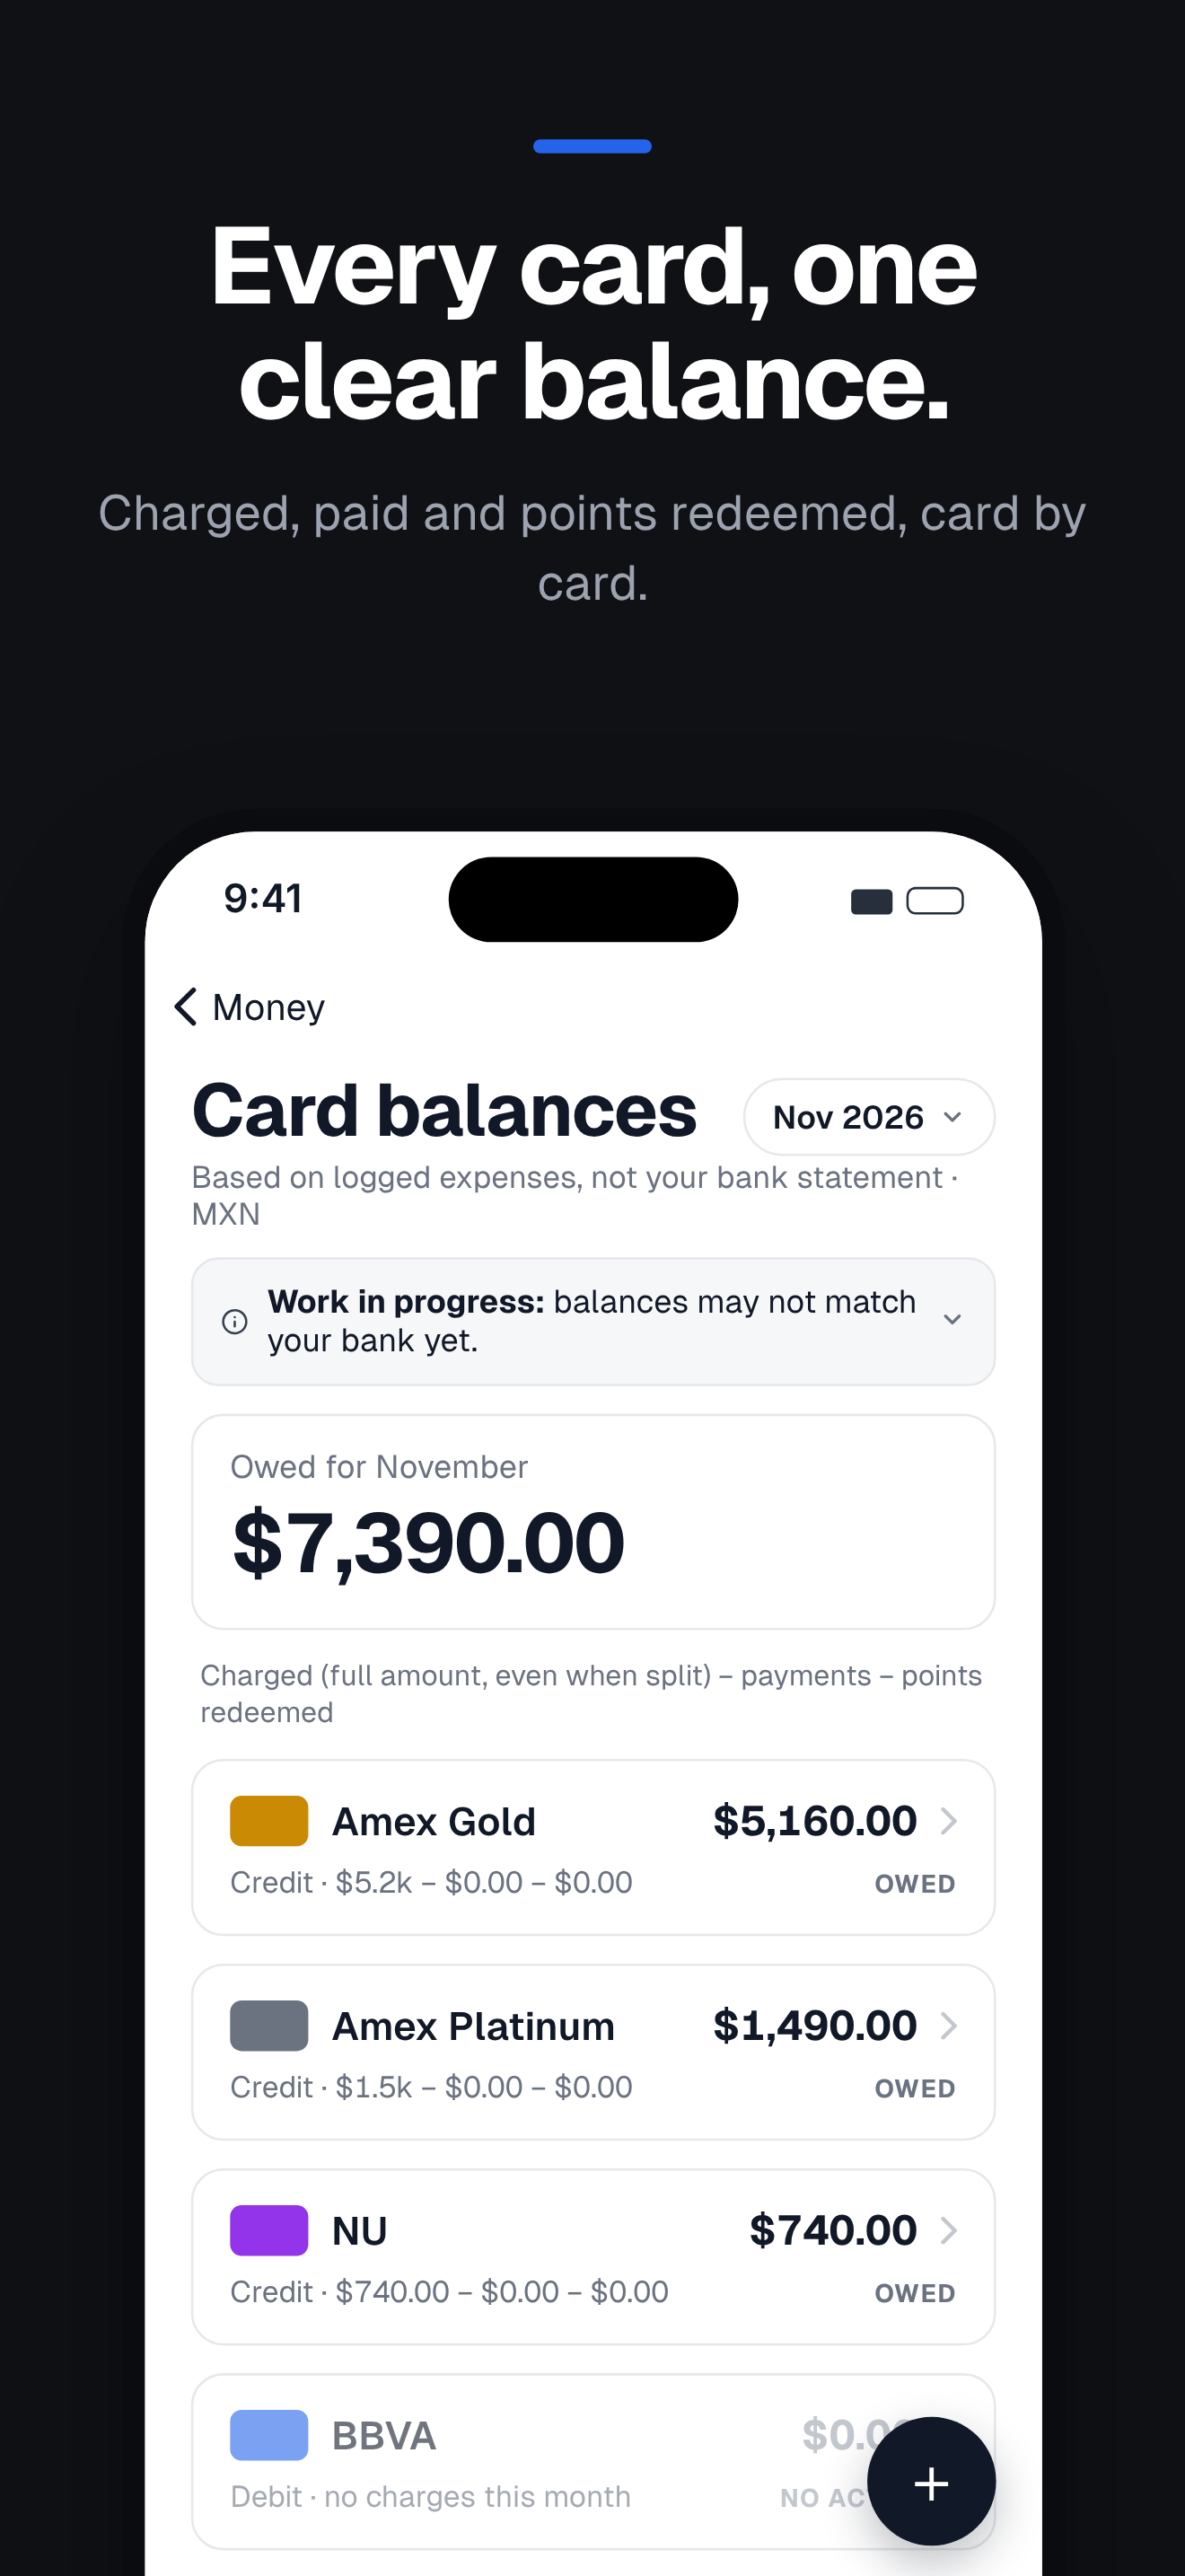 Every card, one
clear balance.
Charged, paid and points redeemed, card by
card.
9:41
Money
Card balances
Nov 2026
Based on logged expenses, not your bank statement ·
MXN
Work in progress: balances may not match
your bank yet.
Owed for November
$7,390.00
Charged (full amount, even when split) – payments – points
redeemed
Amex Gold $5,160.00
Credit · $5.2k – $0.00 – $0.00 OWED
Amex Platinum $1,490.00
Credit · $1.5k – $0.00 – $0.00 OWED
NU $740.00
Credit · $740.00 – $0.00 – $0.00 OWED
BBVA
Debit · no charges this month NO